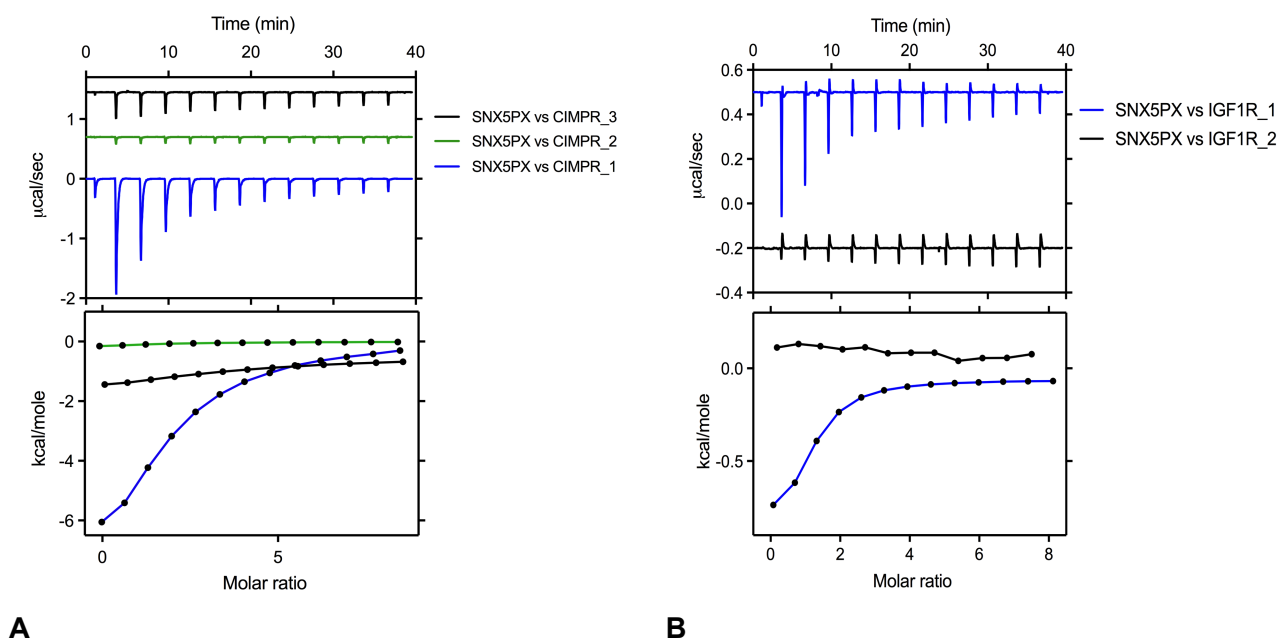 Time (min)
0 10 20 30 40
1
0
-1
-2
μcal/sec
SNX5PX vs CIMPR_3
SNX5PX vs CIMPR_2
SNX5PX vs CIMPR_1
0
-2
-4
-6
kcal/mole
0 5
Molar ratio
A
Time (min)
0 10 20 30 40
0.6
0.4
0.2
0.0
-0.2
-0.4
μcal/sec
SNX5PX vs IGF1R_1
SNX5PX vs IGF1R_2
0.0
-0.5
kcal/mole
0 2 4 6 8
Molar ratio
B